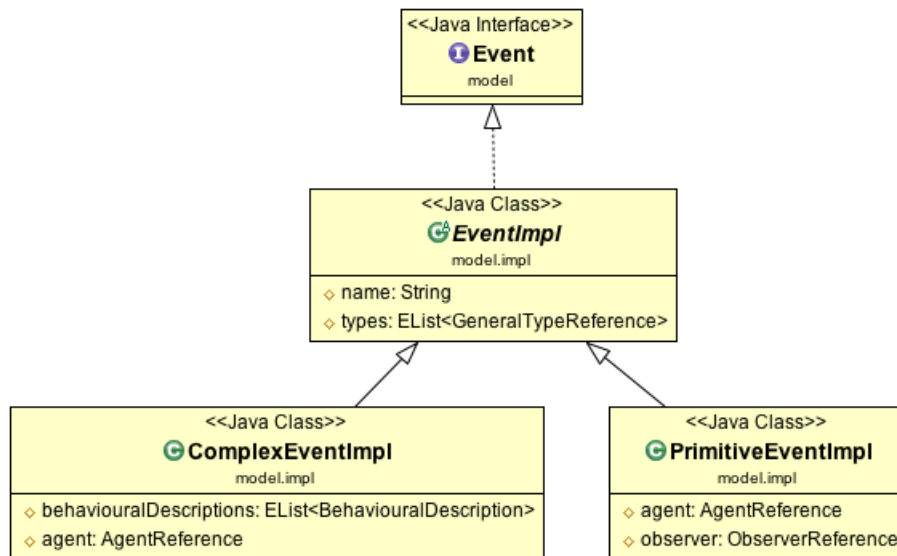 <<Java Interface>>
Event
model
<<Java Class>>
EventImpl
model.impl
name: String
types: EList<GeneralTypeReference>
<<Java Class>>
ComplexEventImpl
model.impl
behaviouralDescriptions: EList<BehaviouralDescription>
agent: AgentReference
<<Java Class>>
PrimitiveEventImpl
model.impl
agent: AgentReference
observer: ObserverReference